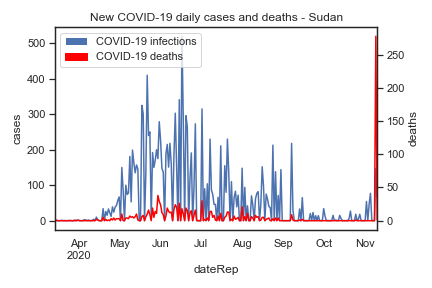 New COVID-19 daily cases and deaths - Sudan
COVID-19 infections
COVID-19 deaths
500
400
300
200
100
0
cases
250
200
150
100
50
0
deaths
Apr May Jun Jul Aug Sep Oct Nov
2020
dateRep